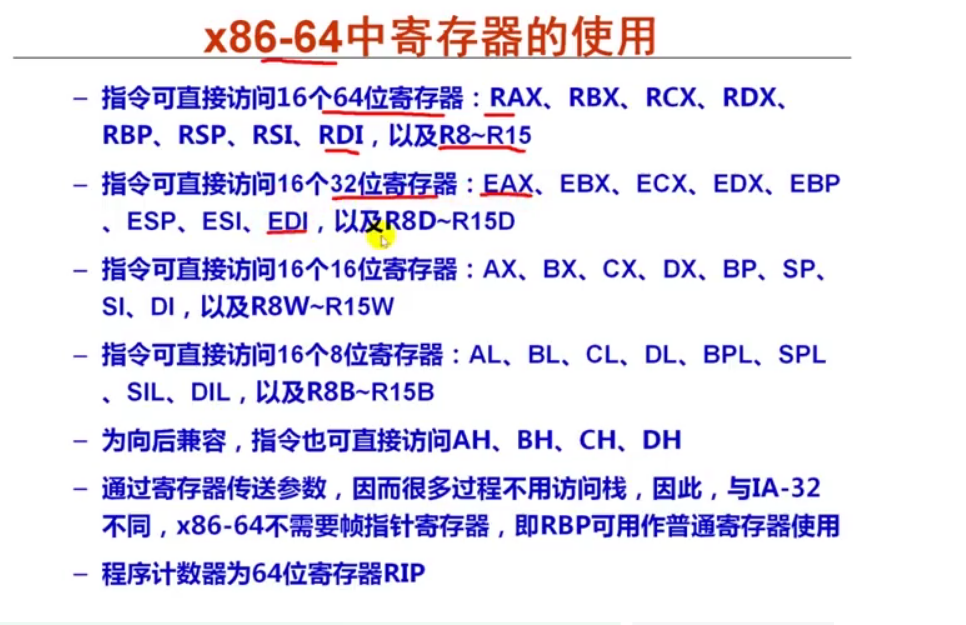 x86-64中寄存器的使用
– 指令可直接访问16个64位寄存器：RAX、RBX、RCX、RDX、
RBP、RSP、RSI、RDI，以及R8~R15
– 指令可直接访问16个32位寄存器：EAX、EBX、ECX、EDX、EBP
、ESP、ESI、EDI，以及R8D~R15D
– 指令可直接访问16个16位寄存器：AX、BX、CX、DX、BP、SP、
SI、DI，以及R8W~R15W
– 指令可直接访问16个8位寄存器：AL、BL、CL、DL、BPL、SPL
、SIL、DIL，以及R8B~R15B
– 为向后兼容，指令也可直接访问AH、BH、CH、DH
– 通过寄存器传送参数，因而很多过程不用访问栈，因此，与IA-32
不同，x86-64不需要帧指针寄存器，即RBP可用作普通寄存器使用
– 程序计数器为64位寄存器RIP